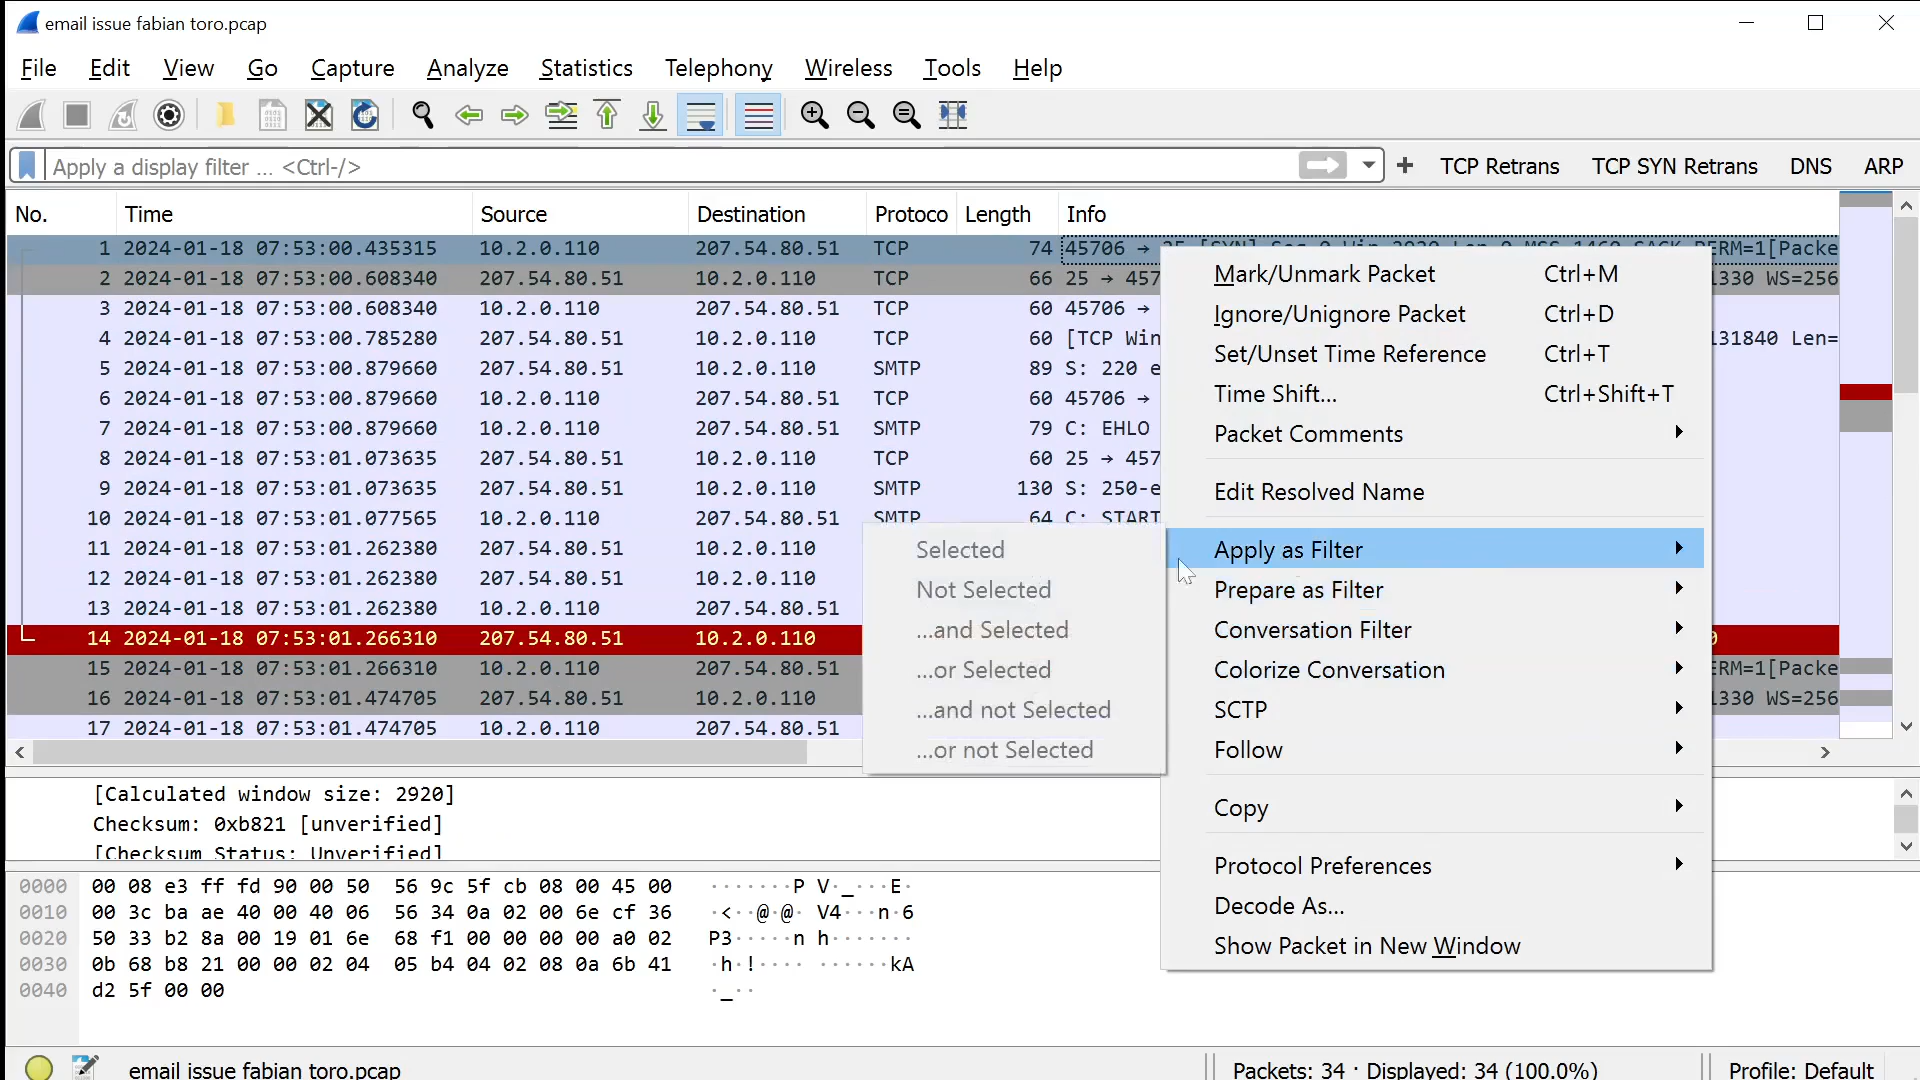 email issue fabian toro.pcap
File Edit View Go Capture Analyze Statistics Telephony Wireless Tools Help
Apply a display filter … <Ctrl-/> + TCP Retrans TCP SYN Retrans DNS ARP
No. Time Source Destination Protoco Length Info
1 2024-01-18 07:53:00.435315 10.2.0.110 207.54.80.51 TCP 74 45706 → 25 [SYN] Seq=0 Win=2920 Len=0 MSS=1460 SACK_PERM=1[Packe
2 2024-01-18 07:53:00.608340 207.54.80.51 10.2.0.110 TCP 66 25 → 457 1330 WS=256
3 2024-01-18 07:53:00.608340 10.2.0.110 207.54.80.51 TCP 60 45706 →
4 2024-01-18 07:53:00.785280 207.54.80.51 10.2.0.110 TCP 60 [TCP Win 131840 Len=
5 2024-01-18 07:53:00.879660 207.54.80.51 10.2.0.110 SMTP 89 S: 220 e
6 2024-01-18 07:53:00.879660 10.2.0.110 207.54.80.51 TCP 60 45706 →
7 2024-01-18 07:53:00.879660 10.2.0.110 207.54.80.51 SMTP 79 C: EHLO
8 2024-01-18 07:53:01.073635 207.54.80.51 10.2.0.110 TCP 60 25 → 457
9 2024-01-18 07:53:01.073635 207.54.80.51 10.2.0.110 SMTP 130 S: 250-e
10 2024-01-18 07:53:01.077565 10.2.0.110 207.54.80.51 SMTP 64 C: START
11 2024-01-18 07:53:01.262380 207.54.80.51 10.2.0.110
12 2024-01-18 07:53:01.262380 207.54.80.51 10.2.0.110
13 2024-01-18 07:53:01.262380 10.2.0.110 207.54.80.51
14 2024-01-18 07:53:01.266310 207.54.80.51 10.2.0.110
15 2024-01-18 07:53:01.266310 10.2.0.110 207.54.80.51 ERM=1[Packe
16 2024-01-18 07:53:01.474705 207.54.80.51 10.2.0.110 1330 WS=256
17 2024-01-18 07:53:01.474705 10.2.0.110 207.54.80.51
Mark/Unmark Packet Ctrl+M
Ignore/Unignore Packet Ctrl+D
Set/Unset Time Reference Ctrl+T
Time Shift... Ctrl+Shift+T
Packet Comments
Edit Resolved Name
Apply as Filter
Prepare as Filter
Conversation Filter
Colorize Conversation
SCTP
Follow
Copy
Protocol Preferences
Decode As...
Show Packet in New Window
Selected
Not Selected
...and Selected
...or Selected
...and not Selected
...or not Selected
[Calculated window size: 2920]
Checksum: 0xb821 [unverified]
[Checksum Status: Unverified]
0000 00 08 e3 ff fd 90 00 50 56 9c 5f cb 08 00 45 00 ·······P V·_···E·
0010 00 3c ba ae 40 00 40 06 56 34 0a 02 00 6e cf 36 ·<··@·@· V4···n·6
0020 50 33 b2 8a 00 19 01 6e 68 f1 00 00 00 00 a0 02 P3·····n h·······
0030 0b 68 b8 21 00 00 02 04 05 b4 04 02 08 0a 6b 41 ·h·!···· ······kA
0040 d2 5f 00 00 ·_··
email issue fabian toro.pcap Packets: 34 · Displayed: 34 (100.0%) Profile: Default